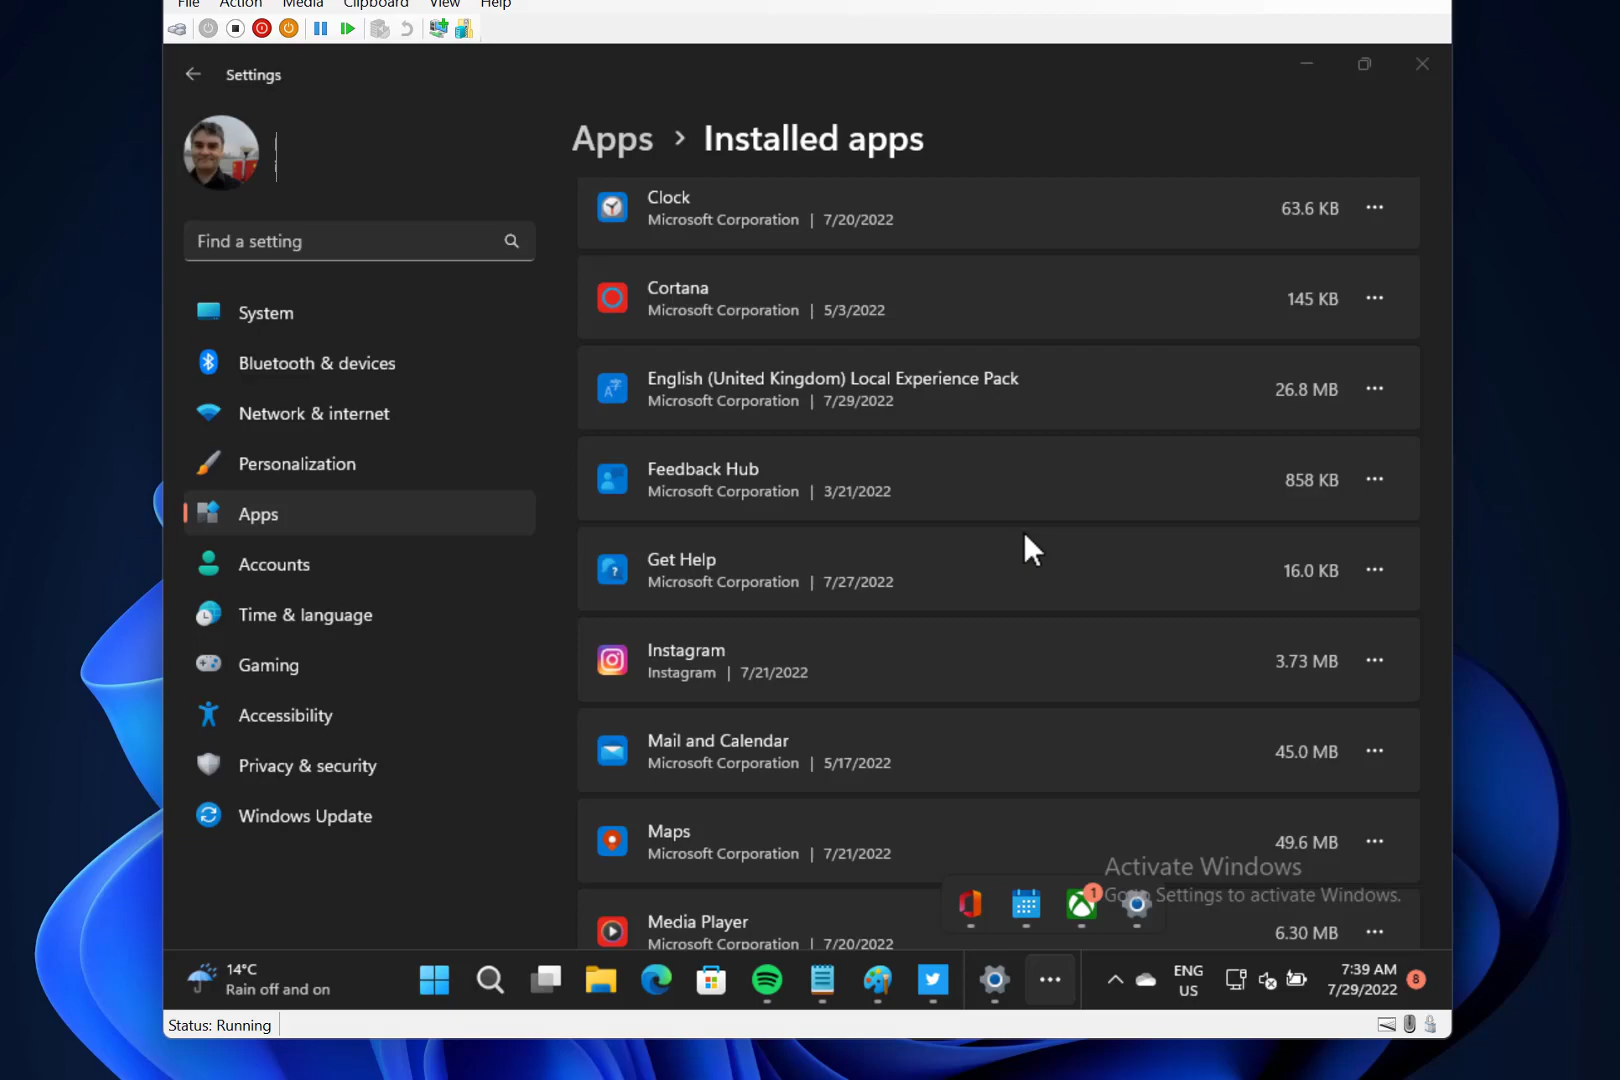 File Action Media Clipboard View Help
Settings
Find a setting
System
Bluetooth & devices
Network & internet
Personalization
Apps
Accounts
Time & language
Gaming
Accessibility
Privacy & security
Windows Update
Apps > Installed apps
Clock
Microsoft Corporation | 7/20/2022
63.6 KB
Cortana
Microsoft Corporation | 5/3/2022
145 KB
English (United Kingdom) Local Experience Pack
Microsoft Corporation | 7/29/2022
26.8 MB
Feedback Hub
Microsoft Corporation | 3/21/2022
858 KB
Get Help
Microsoft Corporation | 7/27/2022
16.0 KB
Instagram
Instagram | 7/21/2022
3.73 MB
Mail and Calendar
Microsoft Corporation | 5/17/2022
45.0 MB
Maps
Microsoft Corporation | 7/21/2022
49.6 MB
Media Player
Microsoft Corporation | 7/20/2022
6.30 MB
Activate Windows
Settings to activate Windows.
1
14°C
Rain off and on
ENG
US
7:39 AM
7/29/2022
8
Status: Running